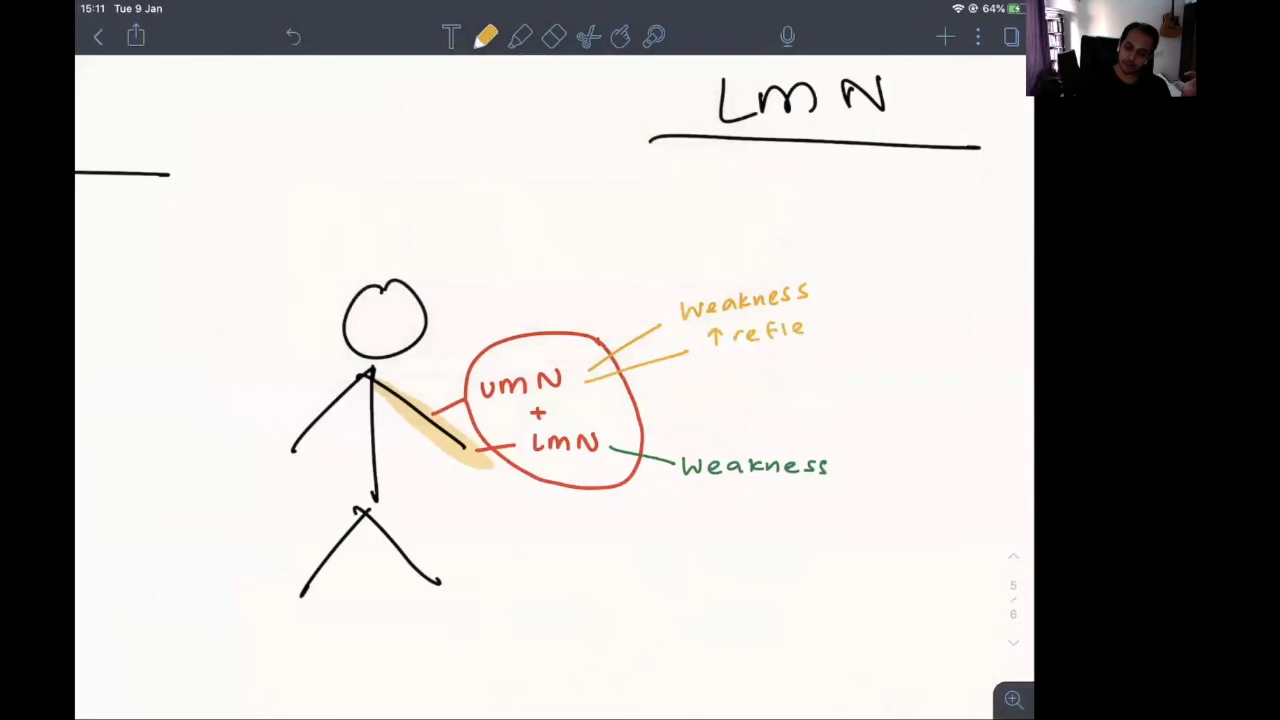 15:11 Tue 9 Jan
64%
T
LmN
Weakness
↑ refle
UmN
+
LmN
Weakness
5
6